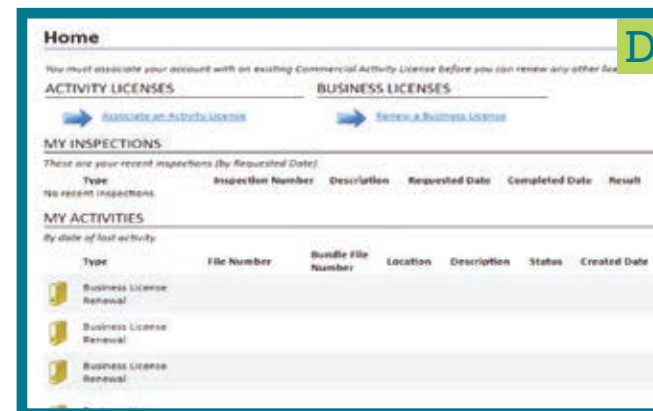 Home
D
You must associate your account with an existing Commercial Activity License before you can renew any other
ACTIVITY LICENSES BUSINESS LICENSES
Associate an Activity License Renew a Business License
MY INSPECTIONS
These are your recent inspections (by Requested Date)
Type Inspection Number Description Requested Date Completed Date Result
No recent inspections.
MY ACTIVITIES
By date of last activity
Type File Number Bundle File Number Location Description Status Created Date
Business License
Renewal
Business License
Renewal
Business License
Renewal